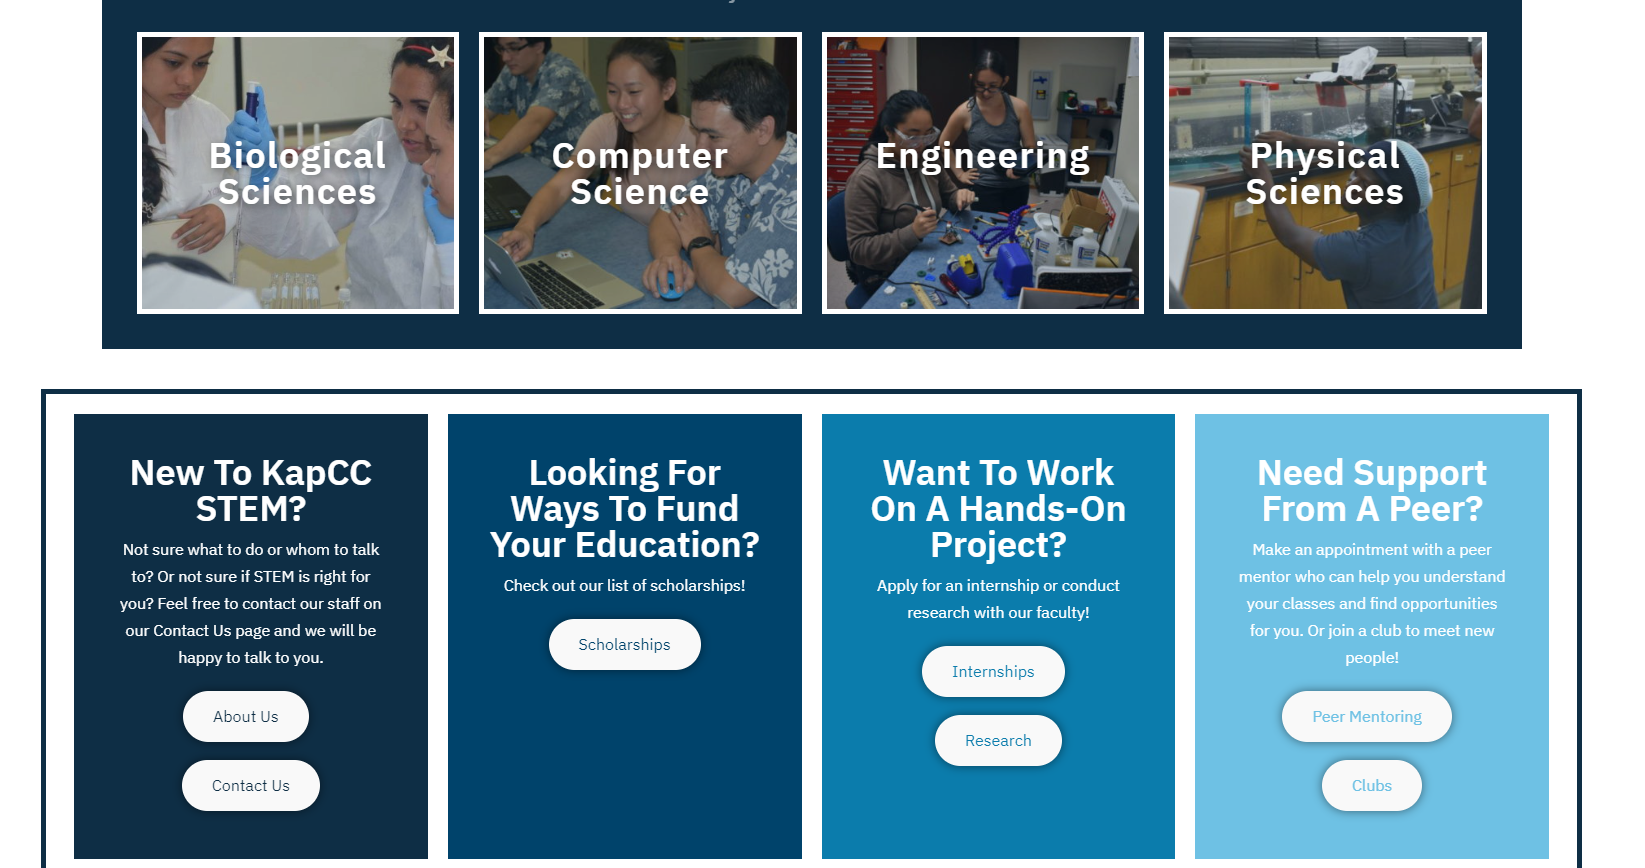 Biological
Sciences
Computer
Science
Engineering
Physical
Sciences
New To KapCC
STEM?
Not sure what to do or whom to talk
to? Or not sure if STEM is right for
you? Feel free to contact our staff on
our Contact Us page and we will be
happy to talk to you.
About Us
Contact Us
Looking For
Ways To Fund
Your Education?
Check out our list of scholarships!
Scholarships
Want To Work
On A Hands-On
Project?
Apply for an internship or conduct
research with our faculty!
Internships
Research
Need Support
From A Peer?
Make an appointment with a peer
mentor who can help you understand
your classes and find opportunities
for you. Or join a club to meet new
people!
Peer Mentoring
Clubs